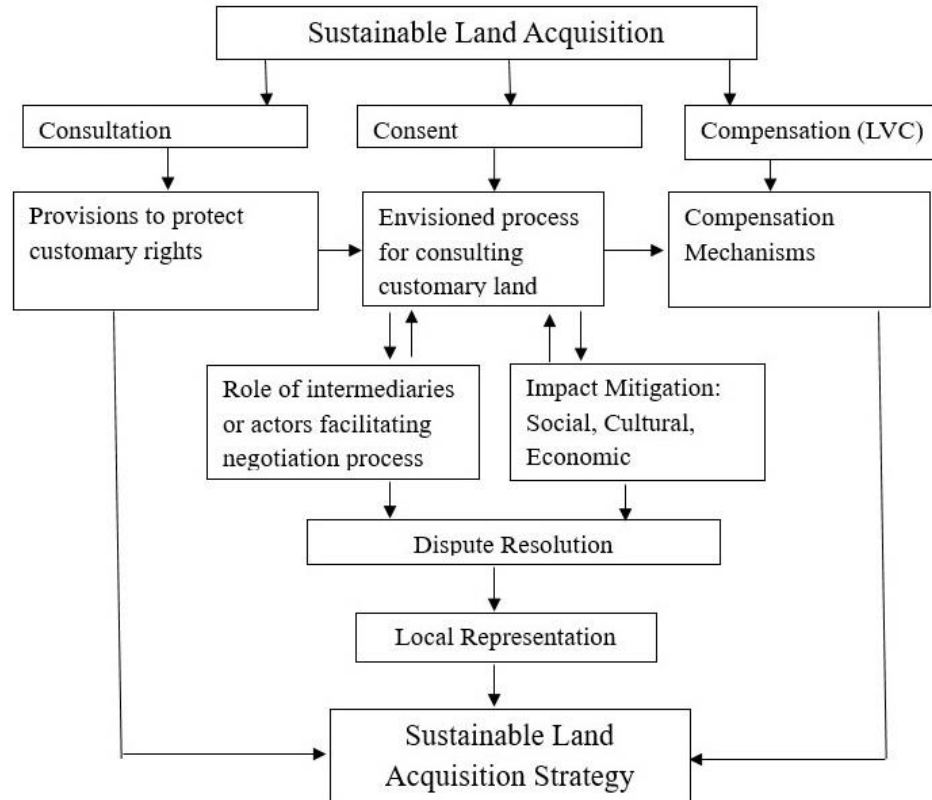 Sustainable Land Acquisition
Consultation
Consent
Compensation (LVC)
Provisions to protect
customary rights
Envisioned process
for consulting
customary land
Compensation
Mechanisms
Role of intermediaries
or actors facilitating
negotiation process
Impact Mitigation:
Social, Cultural,
Economic
Dispute Resolution
Local Representation
Sustainable Land
Acquisition Strategy